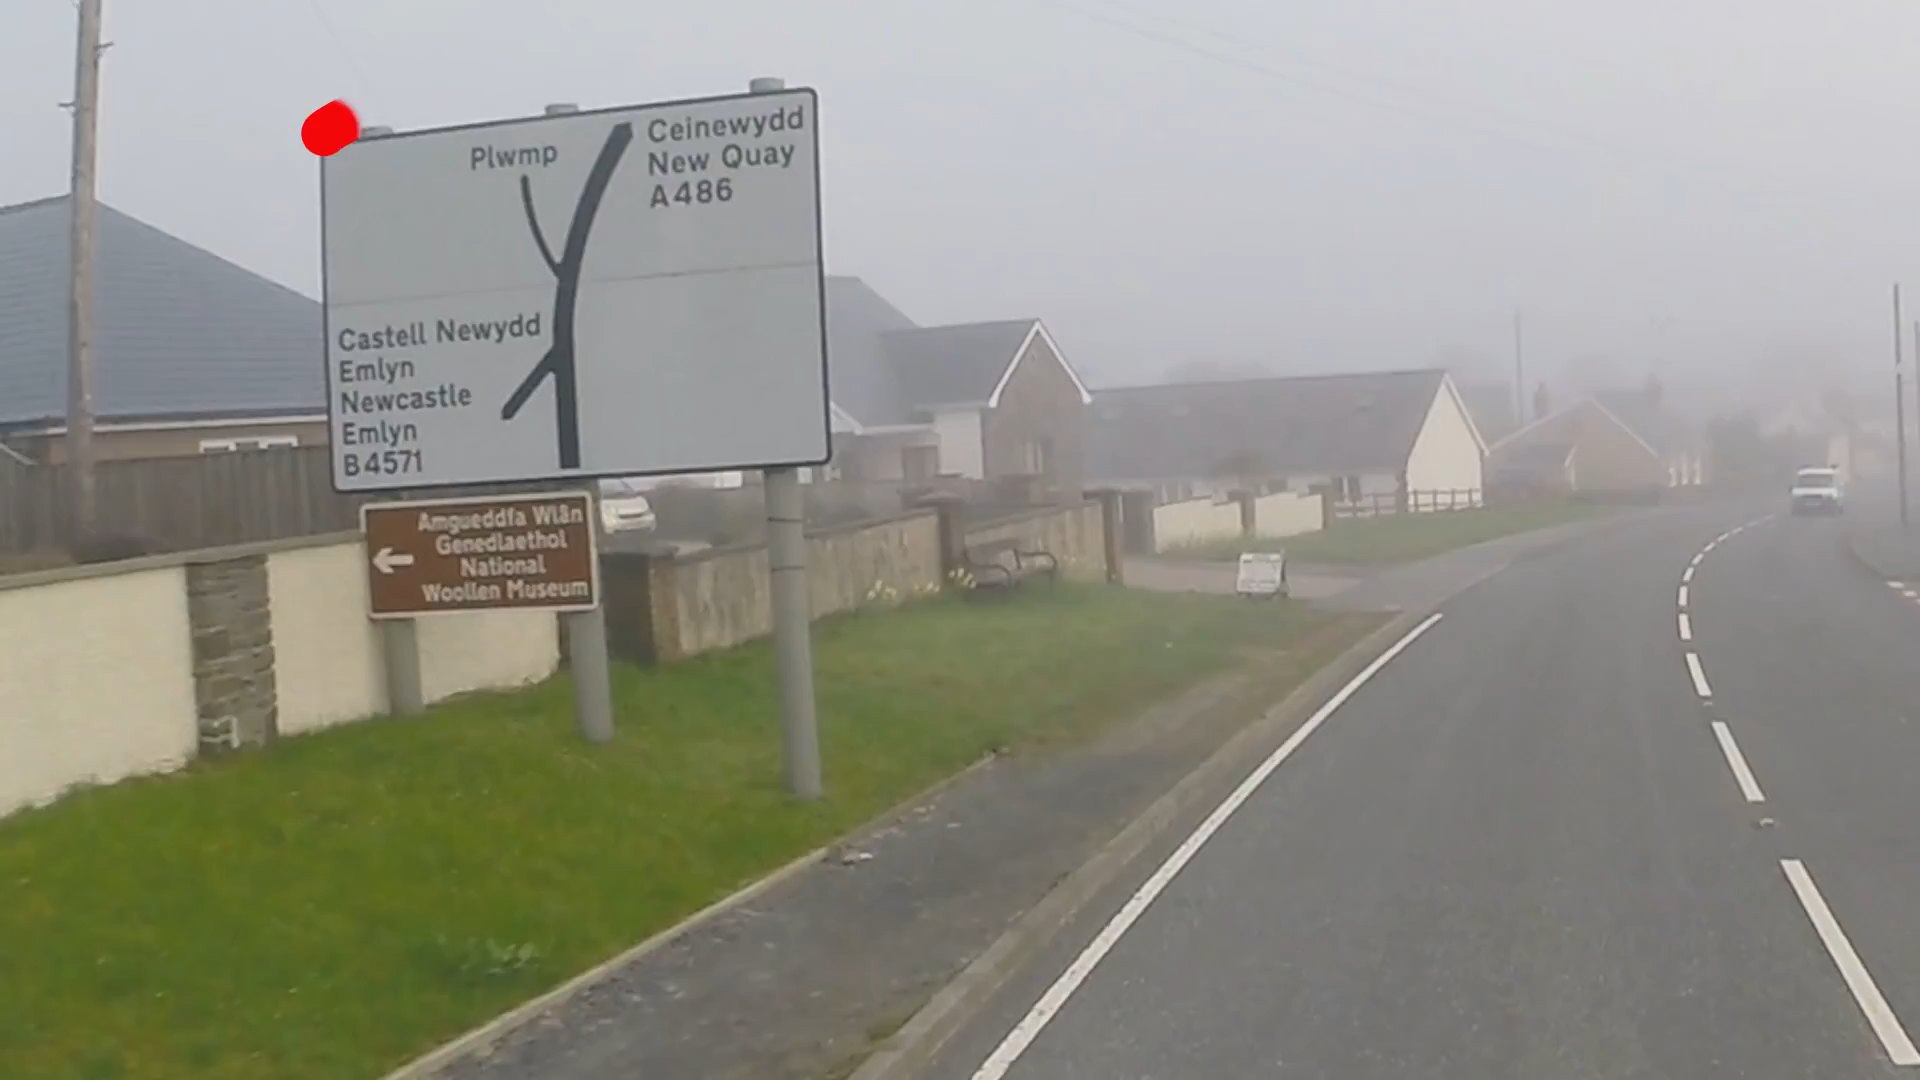 Plwmp
Ceinewydd
New Quay
A486
Castell Newydd
Emlyn
Newcastle
Emlyn
B4571
Amgueddfa Wlân
Genedlaethol
National
Woollen Museum